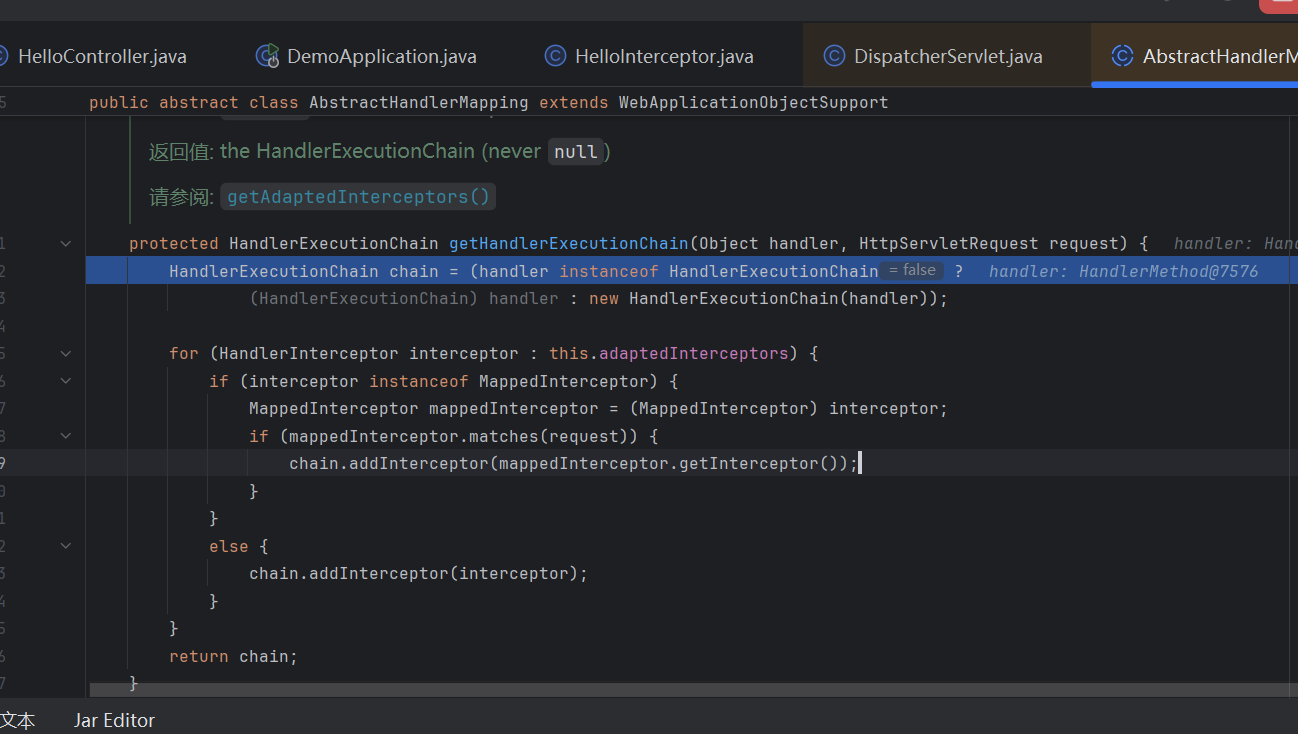 HelloController.java DemoApplication.java HelloInterceptor.java DispatcherServlet.java AbstractHandlerM
public abstract class AbstractHandlerMapping extends WebApplicationObjectSupport
返回值: the HandlerExecutionChain (never null)
请参阅: getAdaptedInterceptors()
protected HandlerExecutionChain getHandlerExecutionChain(Object handler, HttpServletRequest request) { handler: Han
HandlerExecutionChain chain = (handler instanceof HandlerExecutionChain = false ? handler: HandlerMethod@7576
(HandlerExecutionChain) handler : new HandlerExecutionChain(handler));
for (HandlerInterceptor interceptor : this.adaptedInterceptors) {
if (interceptor instanceof MappedInterceptor) {
MappedInterceptor mappedInterceptor = (MappedInterceptor) interceptor;
if (mappedInterceptor.matches(request)) {
chain.addInterceptor(mappedInterceptor.getInterceptor());
}
}
else {
chain.addInterceptor(interceptor);
}
}
return chain;
}
文本 Jar Editor